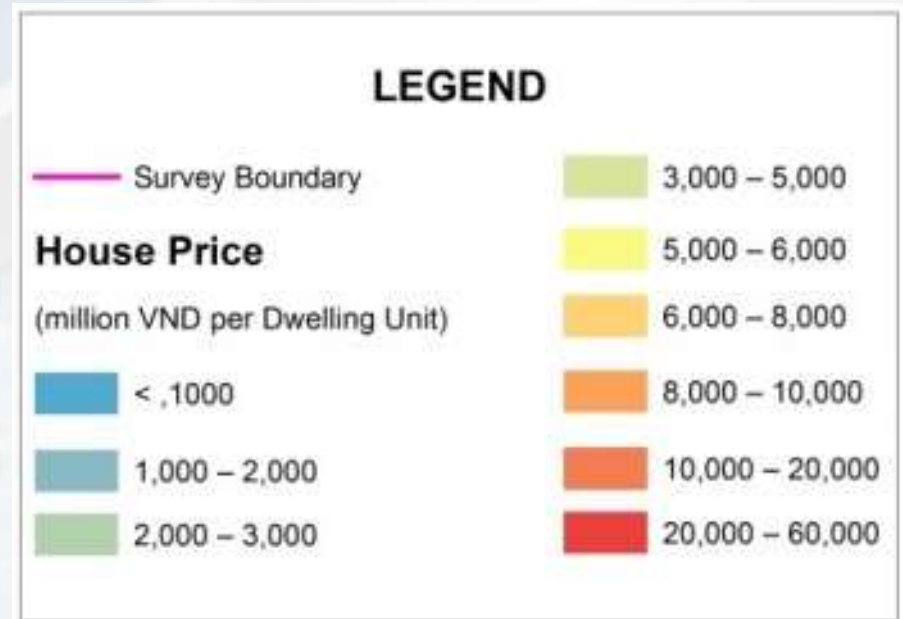 LEGEND
Survey Boundary
House Price
(million VND per Dwelling Unit)
< ,1000
1,000 – 2,000
2,000 – 3,000
3,000 – 5,000
5,000 – 6,000
6,000 – 8,000
8,000 – 10,000
10,000 – 20,000
20,000 – 60,000